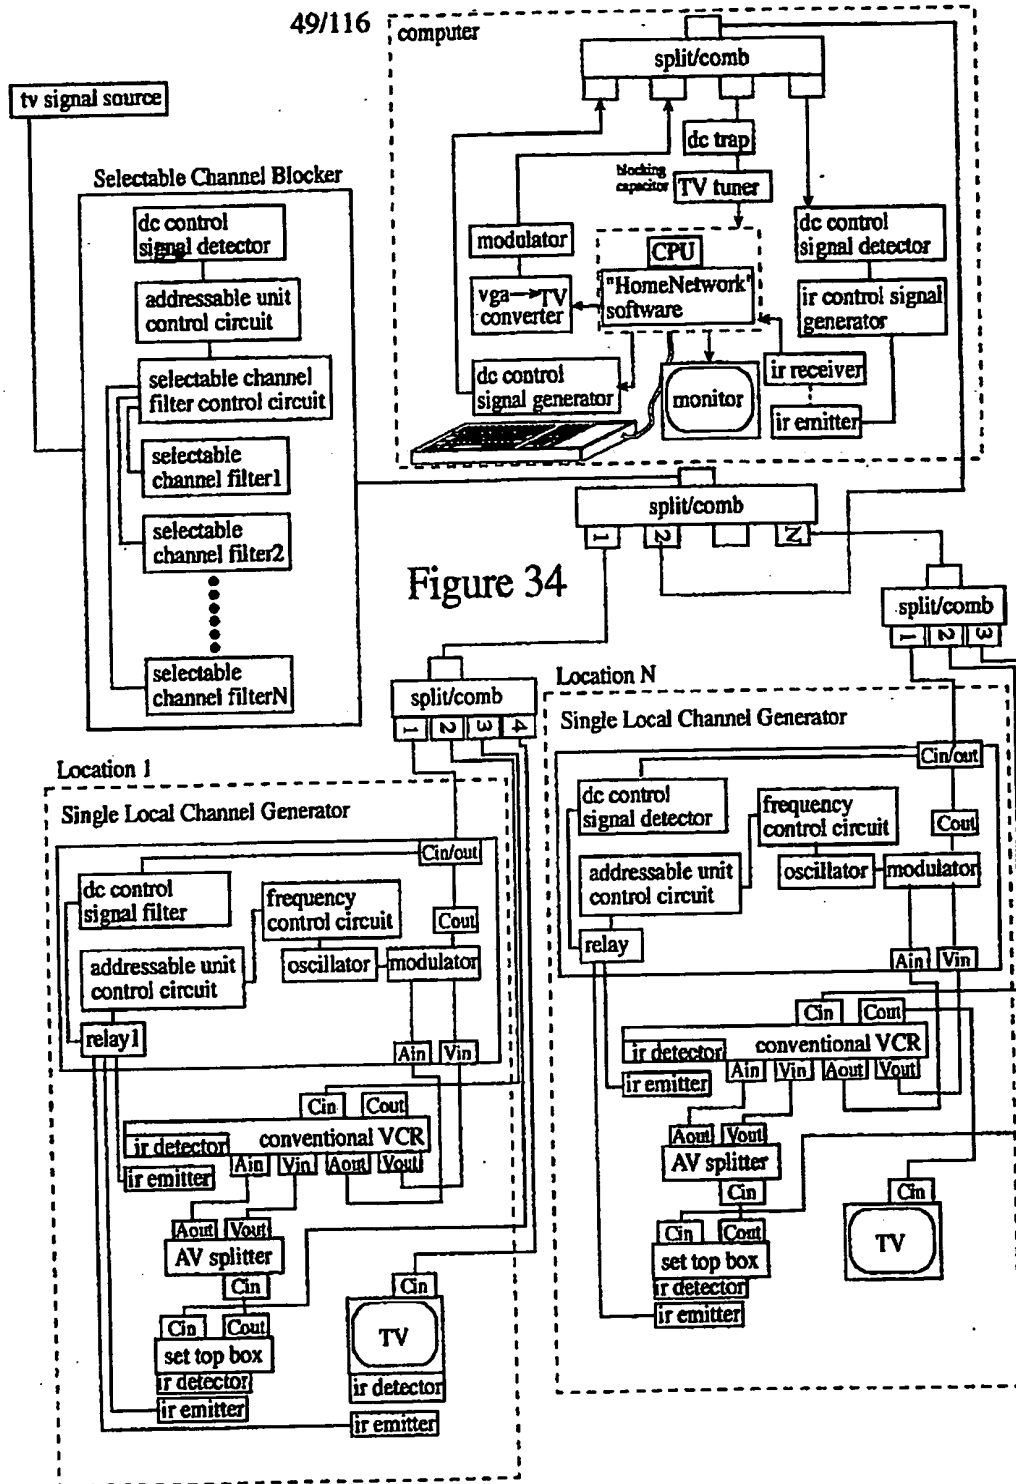 49/116
computer
split/comb
tv signal source
dc trap
blocking
capacitor
TV tuner
Selectable Channel Blocker
dc control
signal detector
addressable unit
control circuit
selectable channel
filter control circuit
selectable
channel filter1
selectable
channel filter2
selectable
channel filterN
modulator
vga→TV
converter
CPU
"HomeNetwork"
software
dc control
signal detector
ir control signal
generator
dc control
signal generator
monitor
ir receiver
ir emitter
split/comb
1
2
N
Figure 34
split/comb
1
2
3
split/comb
1
2
3
4
Location 1
Single Local Channel Generator
Cin/out
dc control
signal filter
frequency
control circuit
Cout
addressable unit
control circuit
oscillator
modulator
relay1
Ain
Vin
Cin
Cout
conventional VCR
ir detector
Ain
Vin
Aout
Vout
ir emitter
Aout
Vout
AV splitter
Cin
Cin
Cout
set top box
ir detector
ir emitter
Cin
TV
ir detector
ir emitter
Location N
Single Local Channel Generator
Cin/out
dc control
signal detector
frequency
control circuit
Cout
addressable unit
control circuit
oscillator
modulator
relay
Ain
Vin
Cin
Cout
conventional VCR
ir detector
Ain
Vin
Aout
Vout
ir emitter
Aout
Vout
AV splitter
Cin
Cin
Cout
set top box
ir detector
ir emitter
Cin
TV